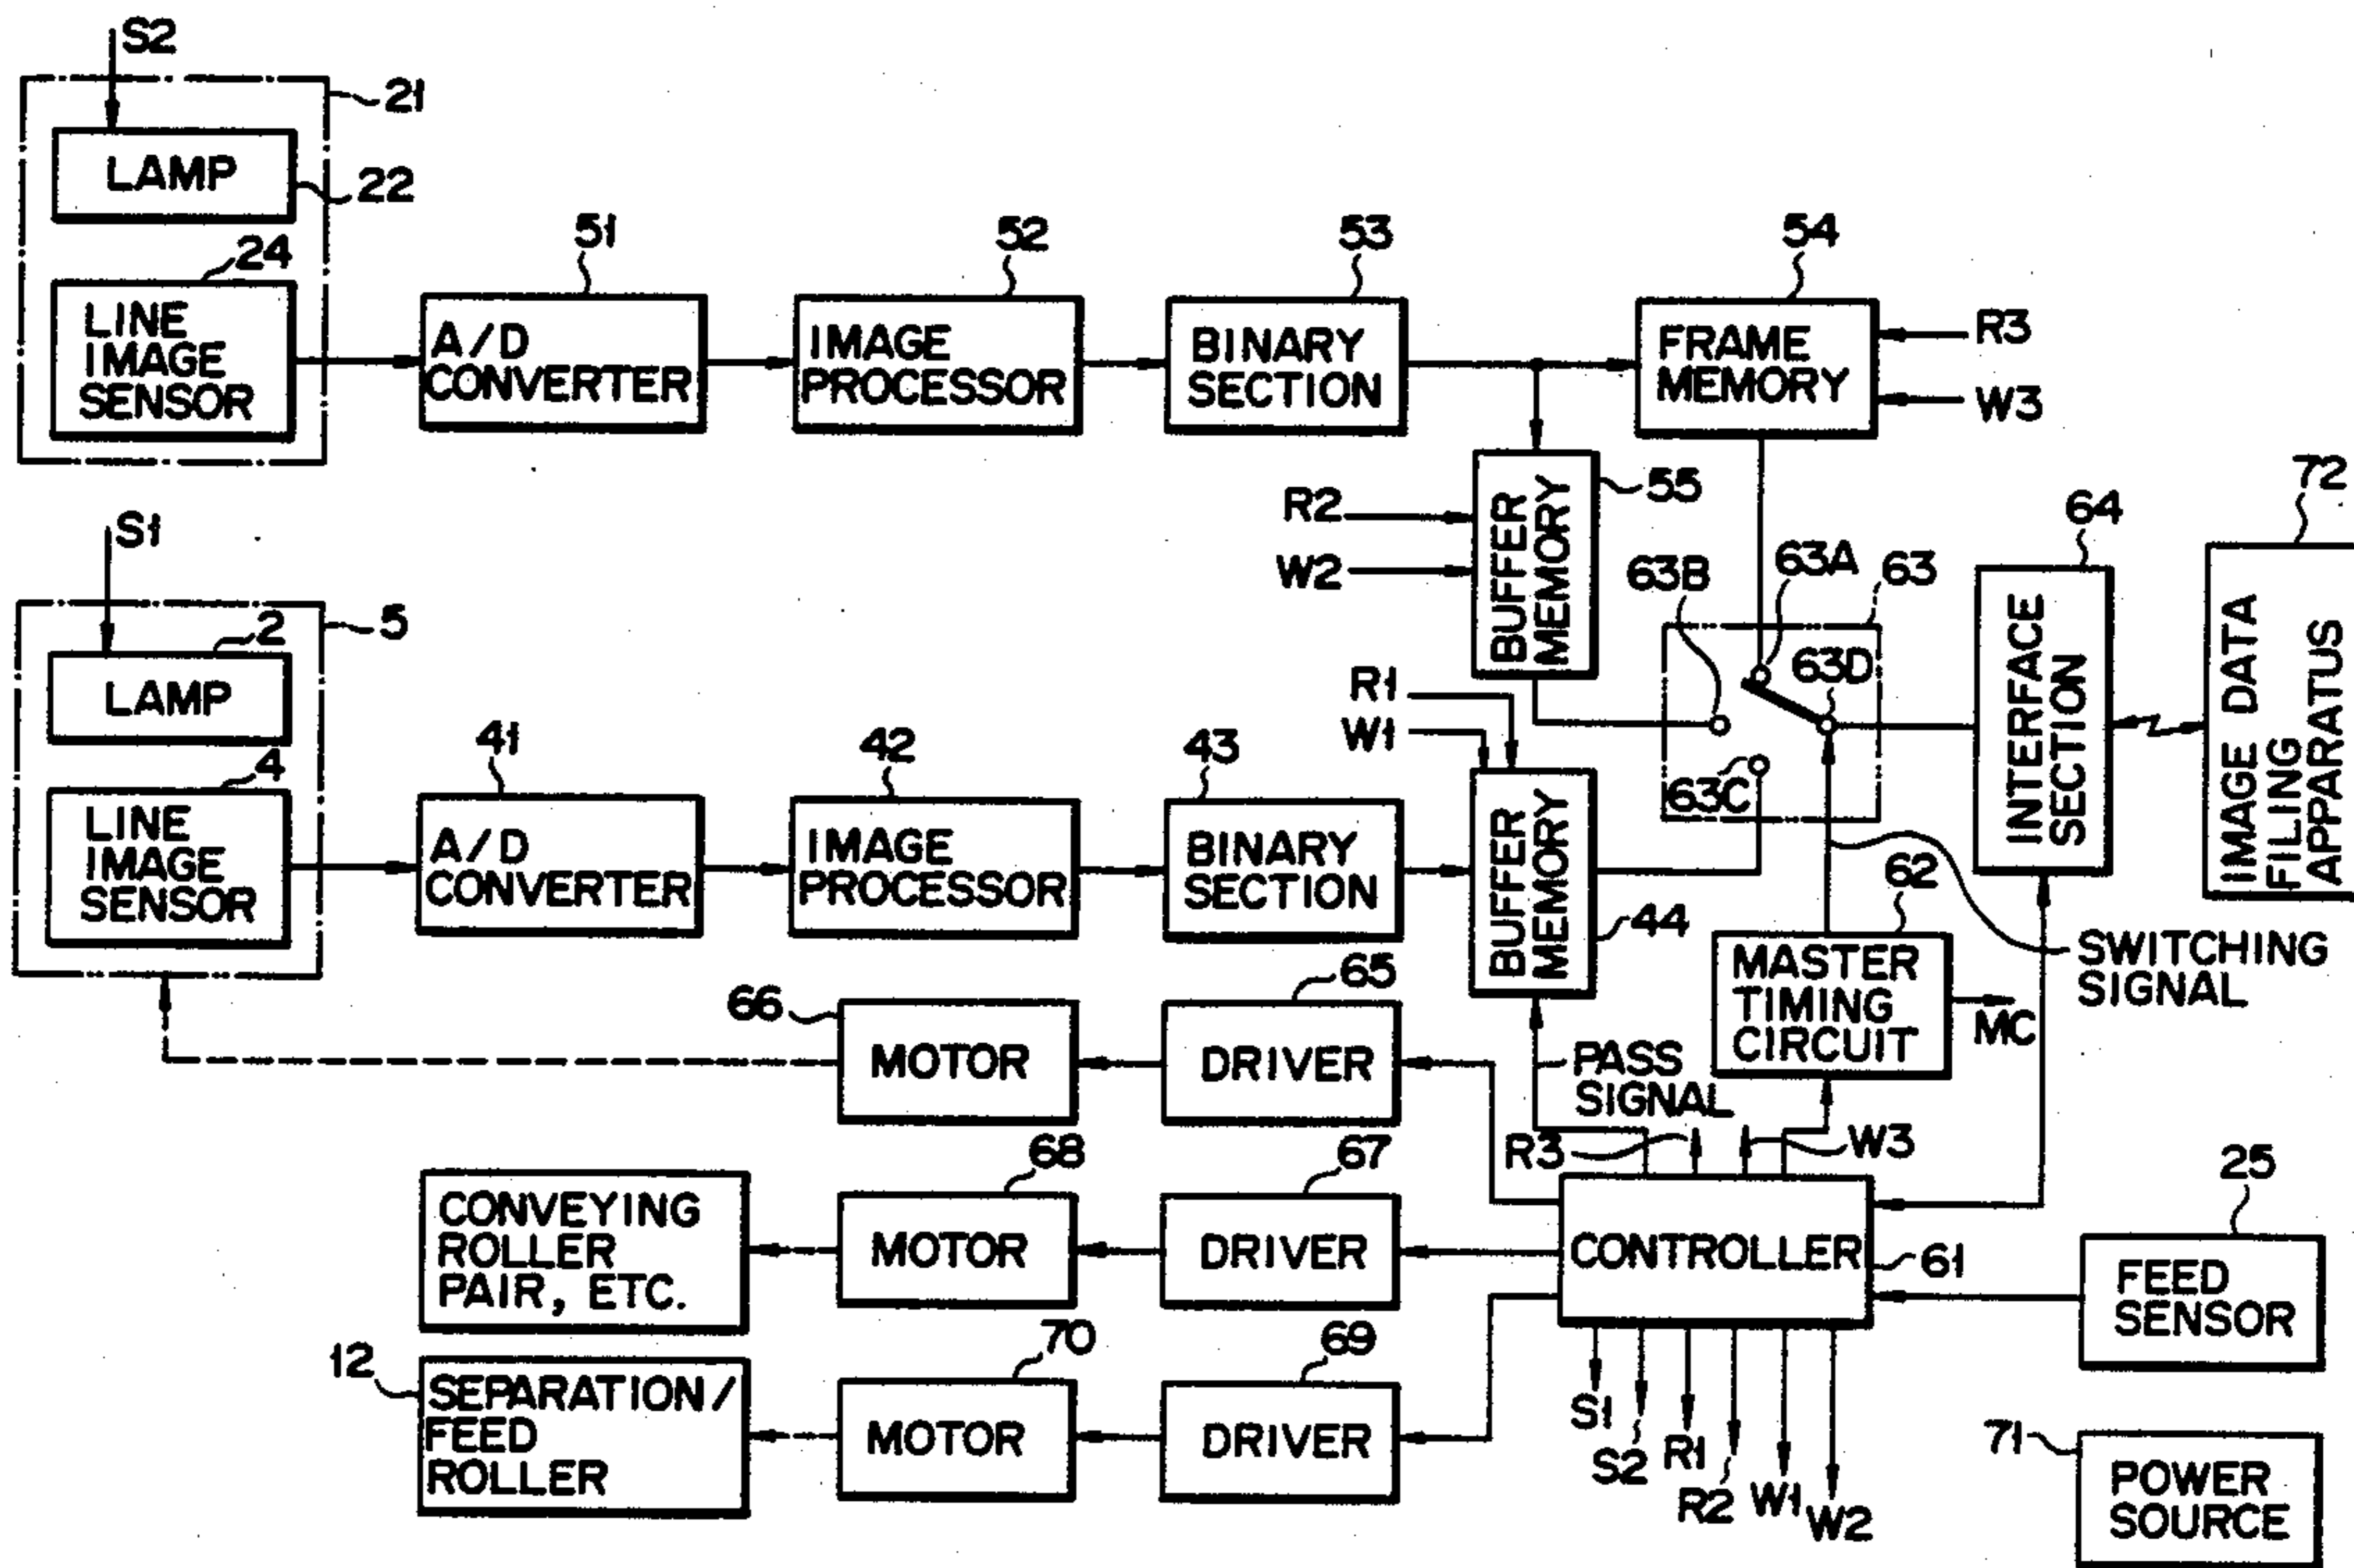 S2
21
LAMP
22
24
LINE
IMAGE
SENSOR
51
A/D
CONVERTER
52
IMAGE
PROCESSOR
53
BINARY
SECTION
54
FRAME
MEMORY
R3
W3
55
BUFFER
MEMORY
R2
W2
S1
5
2
LAMP
4
LINE
IMAGE
SENSOR
41
A/D
CONVERTER
42
IMAGE
PROCESSOR
43
BINARY
SECTION
R1
W1
BUFFER
MEMORY
44
63B
63A
63
63D
63C
64
INTERFACE
SECTION
72
IMAGE DATA
FILING
APPARATUS
62
MASTER
TIMING
CIRCUIT
MC
SWITCHING
SIGNAL
66
MOTOR
65
DRIVER
PASS
SIGNAL
R3
W3
CONVEYING
ROLLER
PAIR, ETC.
68
MOTOR
67
DRIVER
CONTROLLER
61
25
FEED
SENSOR
12
SEPARATION/
FEED
ROLLER
70
MOTOR
69
DRIVER
S1
S2
R1
R2
W1
W2
71
POWER
SOURCE